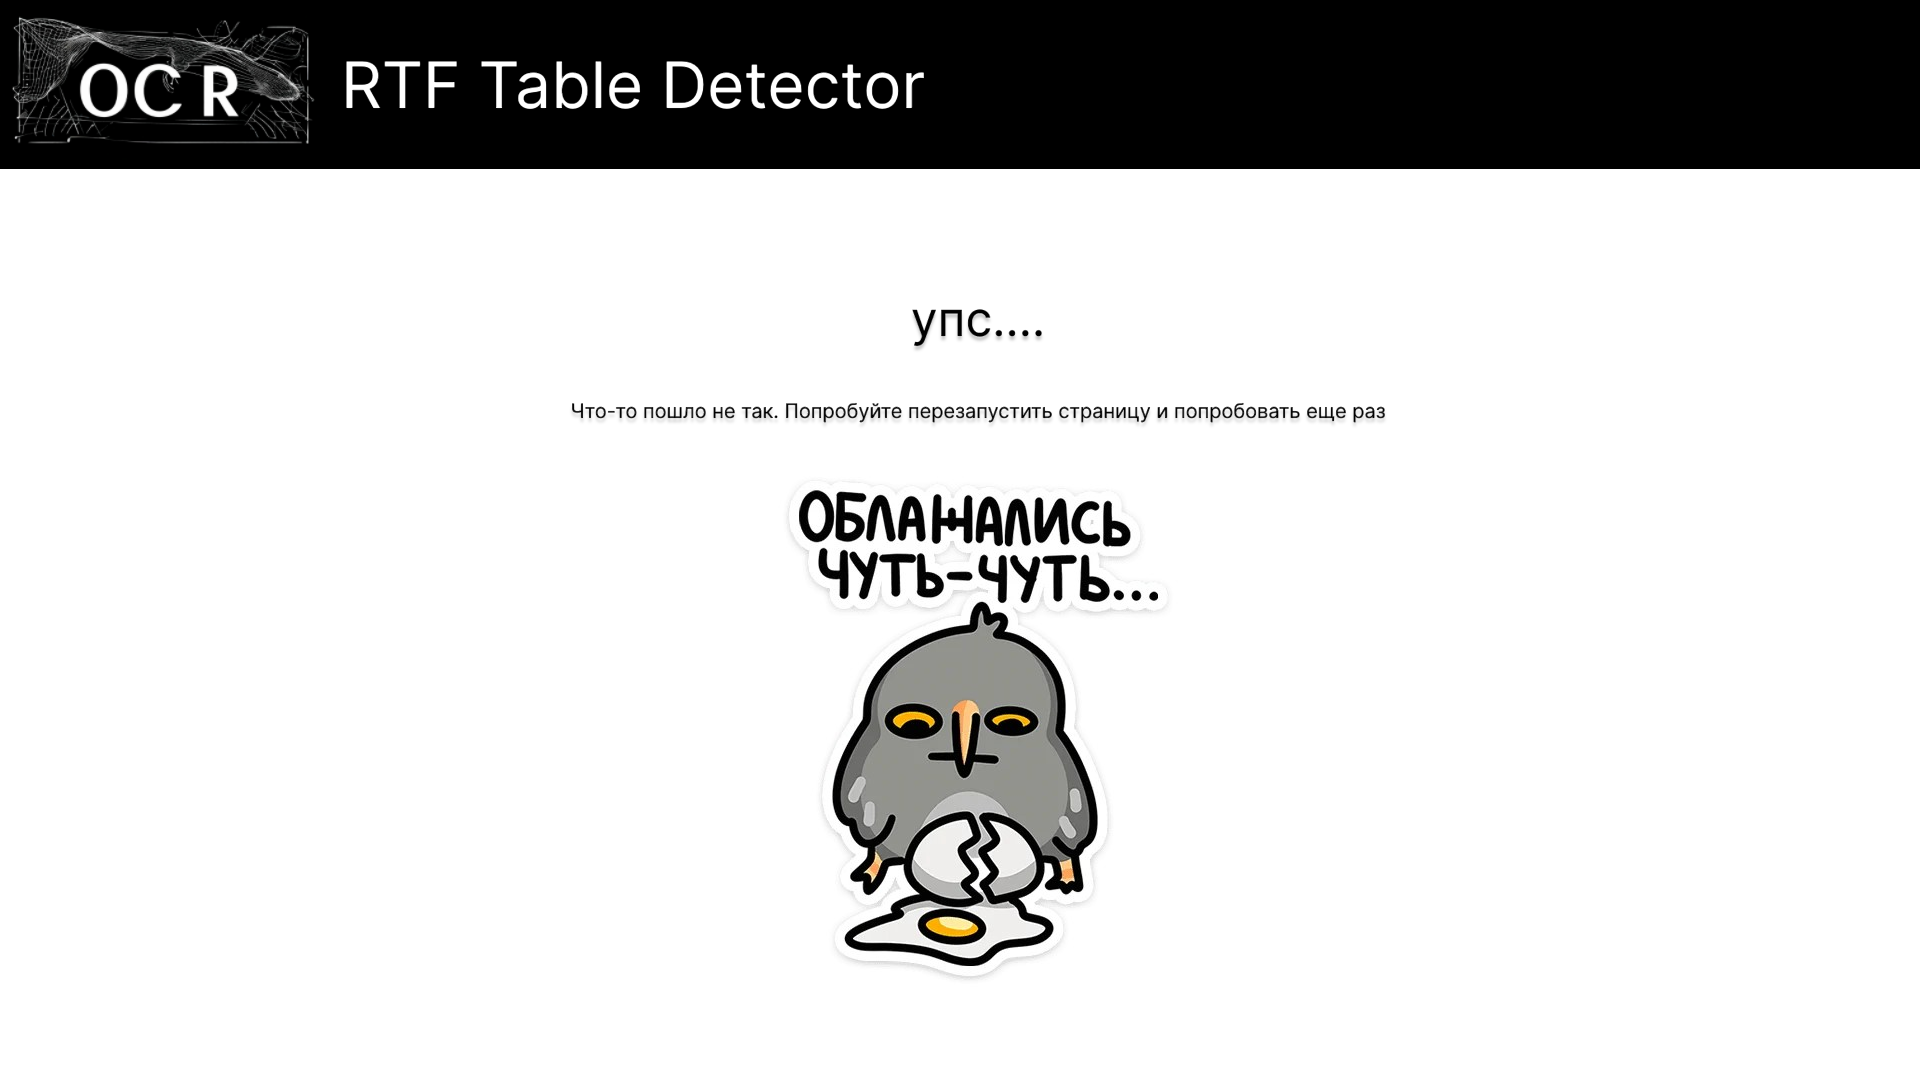 OCR
RTF Table Detector
упс....
Что-то пошло не так. Попробуйте перезапустить страницу и попробовать еще раз
ОБЛАЖАЛИСЬ
ЧУТЬ-ЧУТЬ...